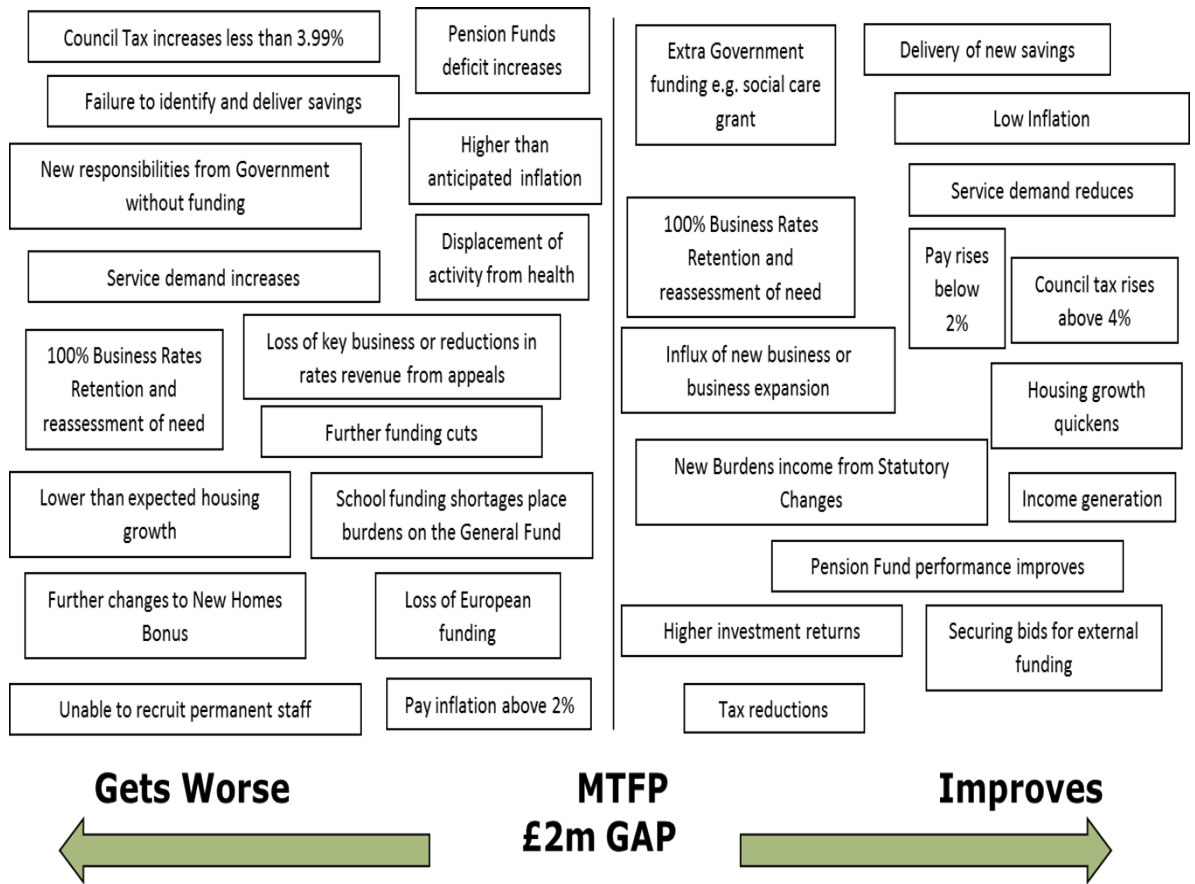 Council Tax increases less than 3.99%
Pension Funds
deficit increases
Failure to identify and deliver savings
Higher than
anticipated inflation
New responsibilities from Government
without funding
Displacement of
activity from health
Service demand increases
Loss of key business or reductions in
rates revenue from appeals
100% Business Rates
Retention and
reassessment of need
Further funding cuts
Lower than expected housing
growth
School funding shortages place
burdens on the General Fund
Further changes to New Homes
Bonus
Loss of European
funding
Unable to recruit permanent staff
Pay inflation above 2%
Extra Government
funding e.g. social care
grant
Delivery of new savings
Low Inflation
Service demand reduces
100% Business Rates
Retention and
reassessment of need
Pay rises
below
2%
Council tax rises
above 4%
Influx of new business or
business expansion
Housing growth
quickens
New Burdens income from Statutory
Changes
Income generation
Pension Fund performance improves
Higher investment returns
Securing bids for external
funding
Tax reductions
Gets Worse
MTFP
£2m GAP
Improves